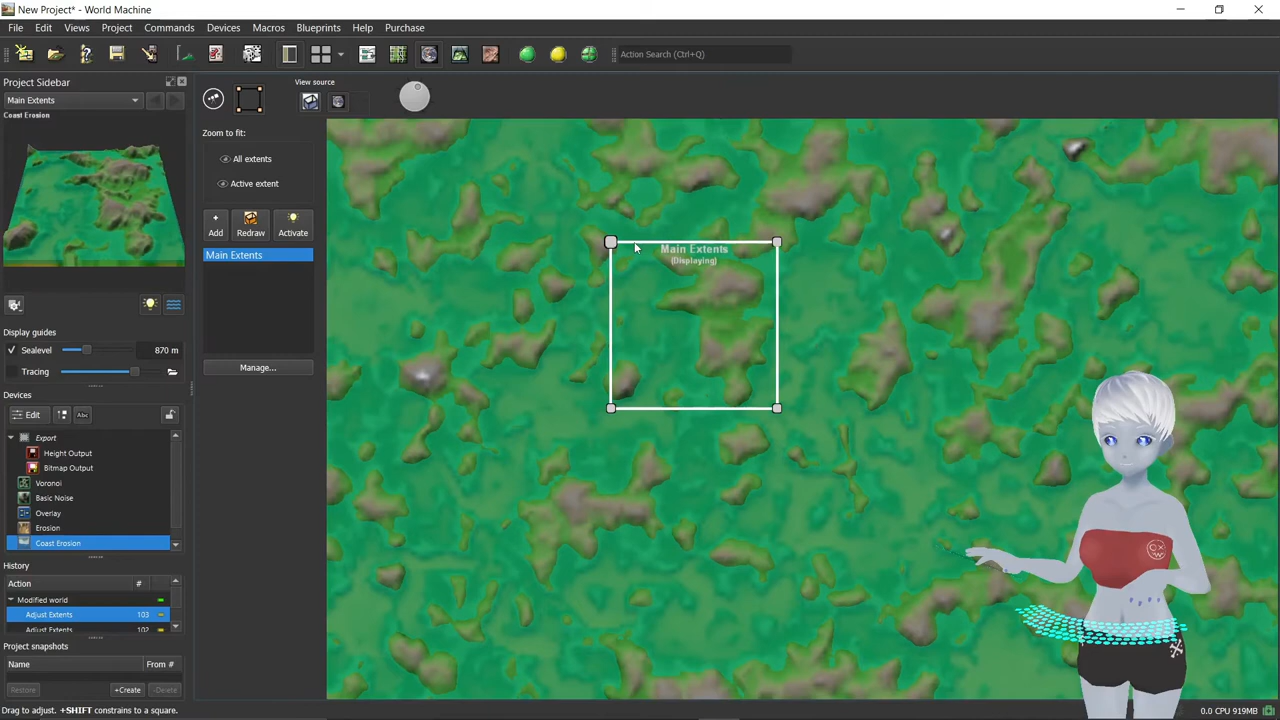 New Project* - World Machine
File Edit Views Project Commands Macros Devices Blueprints Help Purchase
Action Search (Ctrl+Q)
Project Sidebar
Main Extents
Coast Erosion
Display guides
Sealevel 870 m
Tracing
Devices
Edit Abc
Export
Height Output
Bitmap Output
Voronoi
Basic Noise
Overlay
Erosion
Coast Erosion
History
Action #
Modified world
Adjust Extents 103
Adjust Extents 102
Project snapshots
Name From #
Restore +Create -Delete
View source
Zoom to fit:
All extents
Active extent
Add Redraw Activate
Main Extents
Manage...
Main Extents
(Displaying)
Drag to adjust. +SHIFT constrains to a square.
0.0 CPU 919MB